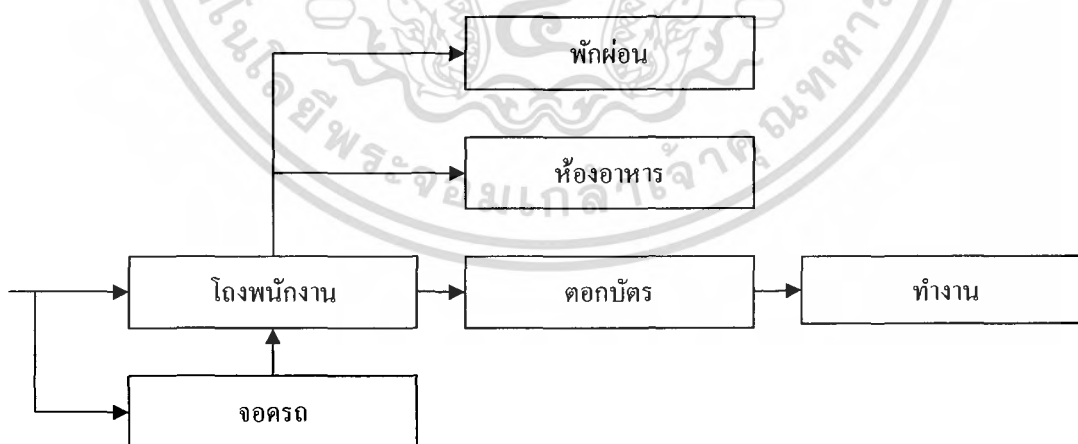 พักผ่อน
ห้องอาหาร
โถงพนักงาน
ตอกบัตร
ทำงาน
จอดรถ